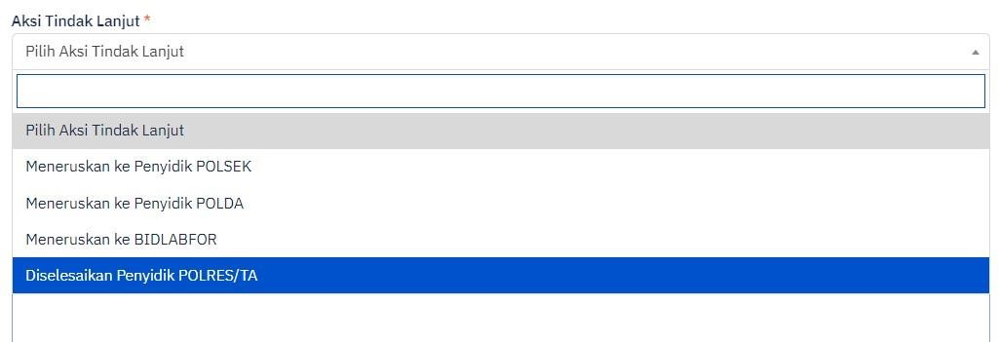 Aksi Tindak Lanjut *
Pilih Aksi Tindak Lanjut
Pilih Aksi Tindak Lanjut
Meneruskan ke Penyidik POLSEK
Meneruskan ke Penyidik POLDA
Meneruskan ke BIDLABFOR
Diselesaikan Penyidik POLRES/TA